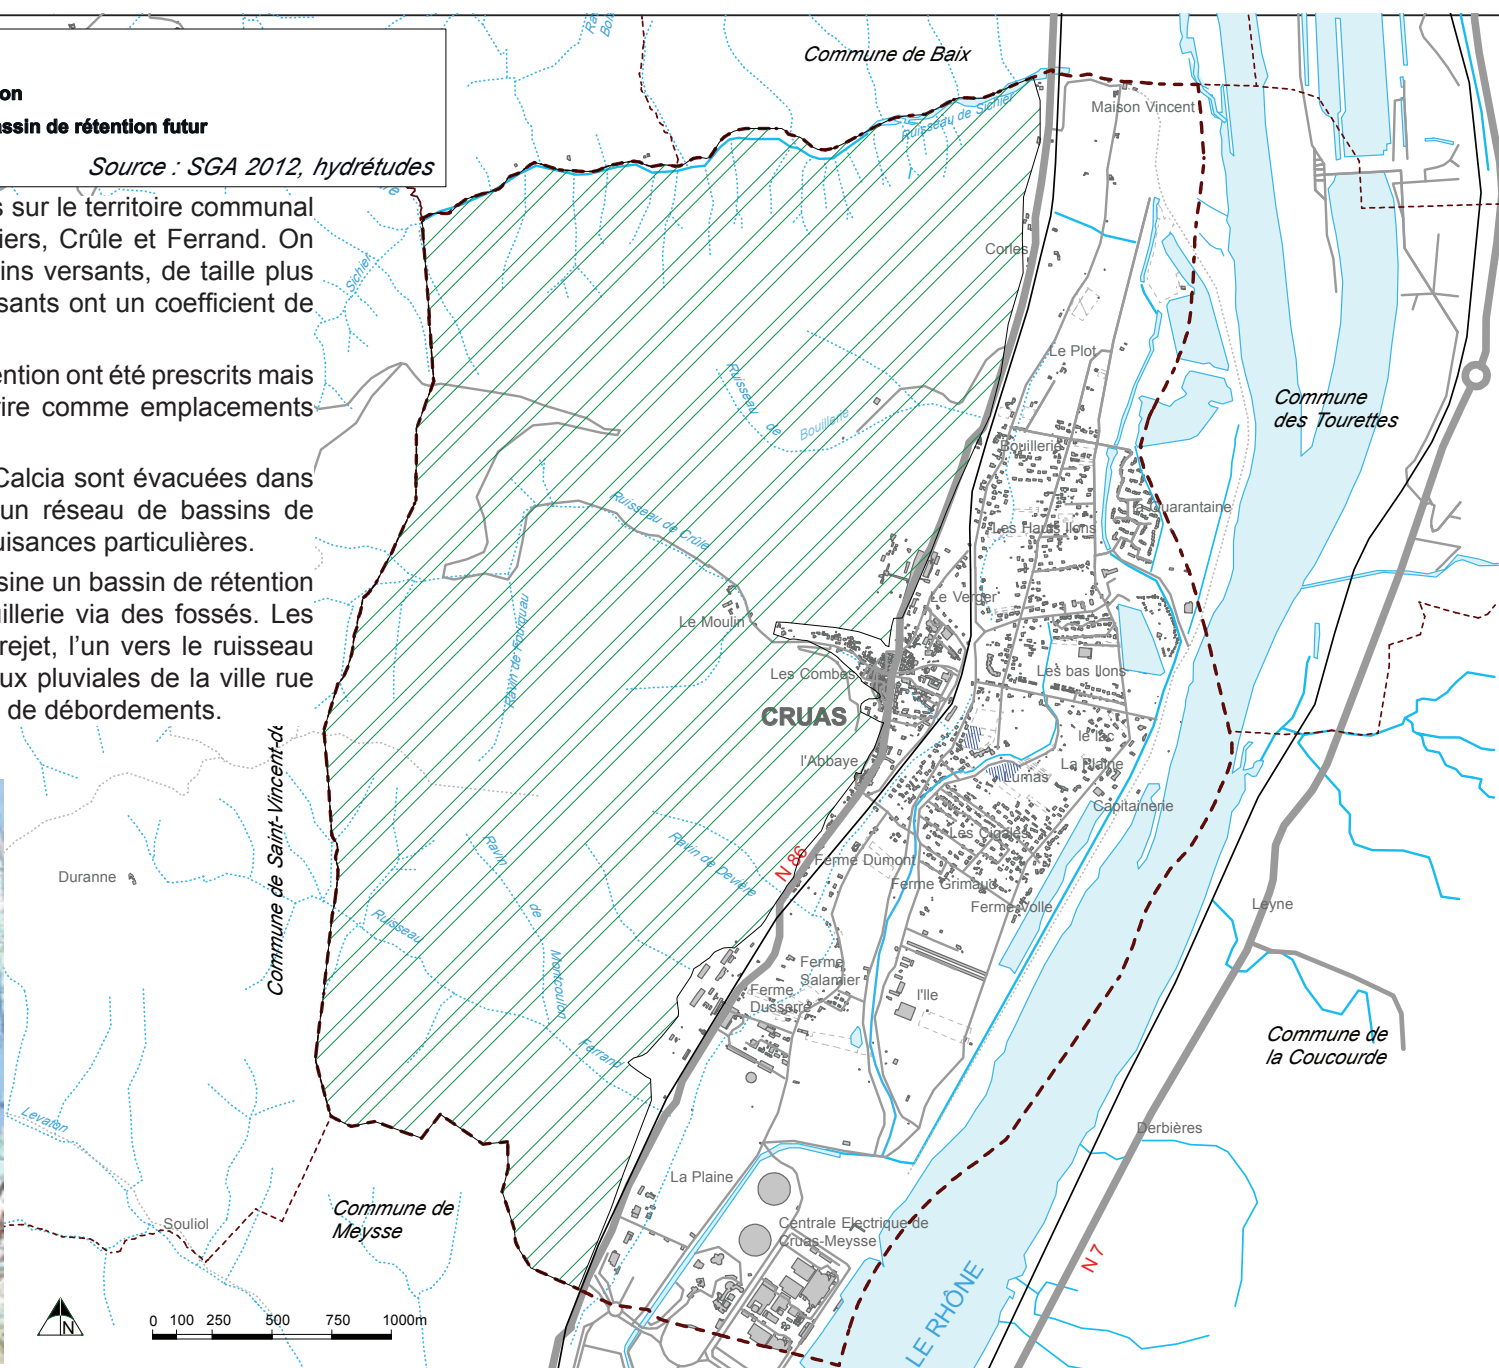 on
assin de rétention futur
Source : SGA 2012, hydrétudes
s sur le territoire communal
iers, Crûle et Ferrand. On
ins versants, de taille plus
sants ont un coefficient de
ention ont été prescrits mais
rire comme emplacements
Calcia sont évacuées dans
un réseau de bassins de
uisances particulières.
sine un bassin de rétention
uillerie via des fossés. Les
rejet, l'un vers le ruisseau
ux pluviales de la ville rue
de débordements.
Commune de Baix
Maison Vincent
Ruisseau de Sichier
Sichier
Corles
Le Plot
Commune
des Tourettes
Ruisseau
de
Bouillerie
Bouillerie
La Quarantaine
Les Hauts Ilons
Ruisseau de Crûle
Le Verger
Ravin de Fourquau
Le Moulin
Les Combes
Les bas Ilons
CRUAS
le lac
l'Abbaye
La Plaine
Lumas
Capitainerie
Commune de Saint-Vincent-de
Les Cigales
Ravin de Devière
N 86
Ferme Dumont
Duranne
Ravin
de
Montcoulon
Ferme Grimaud
Ferme Volle
Leyne
Ruisseau
Ferrand
Ferme
Salamier
Ferme
Dusserre
l'Ile
Commune de
la Coucourde
Levaton
Derbières
La Plaine
Souliol
Commune de
Meysse
Centrale Electrique de
Cruas-Meysse
N 7
LE RHÔNE
N
0 100 250 500 750 1000m